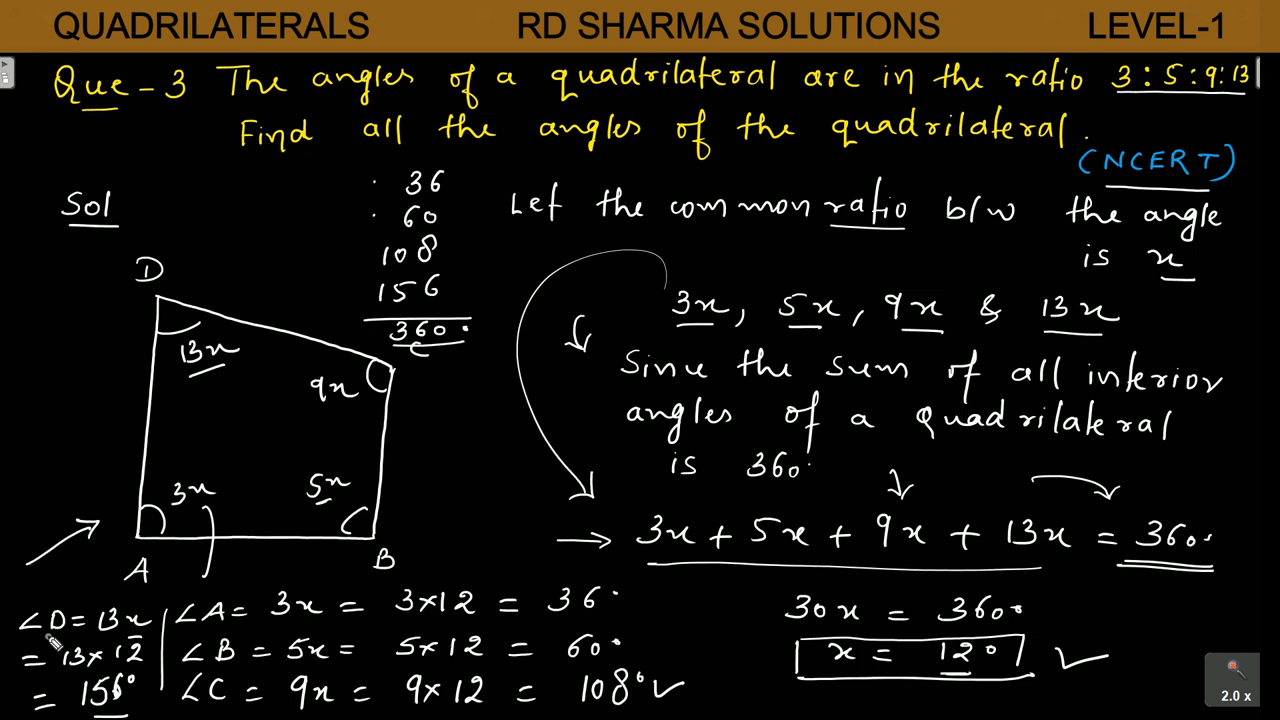 QUADRILATERALS RD SHARMA SOLUTIONS LEVEL-1
Que - 3 The angles of a quadrilateral are in the ratio 3 : 5 : 9 : 13
Find all the angles of the quadrilateral.
(NCERT)
Sol
36
60
108
156
360°
D
13x
9x
3x
5x
A
B
Let the common ratio b/w the angle
is x
3x, 5x, 9x & 13x
Since the sum of all interior
angles of a quadrilateral
is 360°
→ 3x + 5x + 9x + 13x = 360°
30x = 360°
x = 12°
∠A = 3x = 3×12 = 36°
∠B = 5x = 5×12 = 60°
∠C = 9x = 9×12 = 108°
∠D = 13x
= 13×12
= 156°
2.0 x